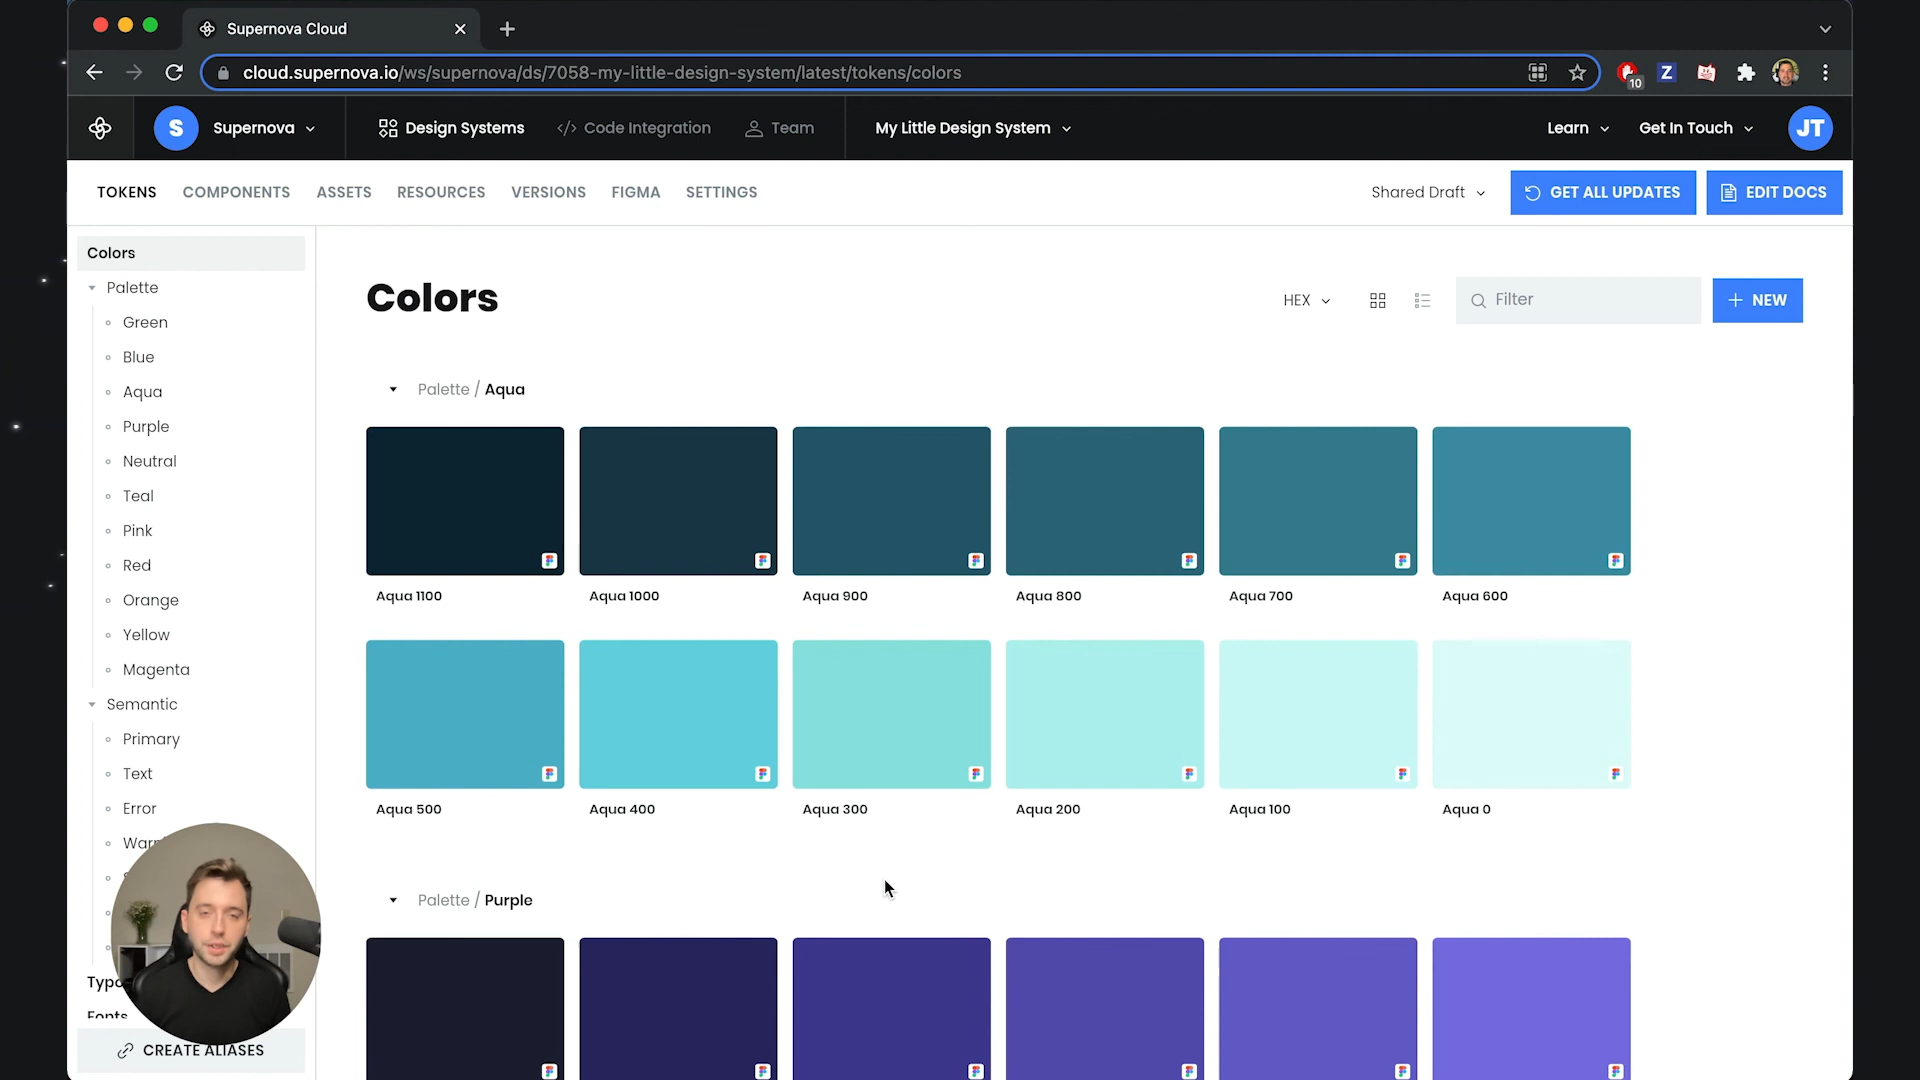 Supernova Cloud
cloud.supernova.io/ws/supernova/ds/7058-my-little-design-system/latest/tokens/colors
10
Z
S
Supernova
Design Systems
</> Code Integration
Team
My Little Design System
Learn
Get In Touch
JT
TOKENS
COMPONENTS
ASSETS
RESOURCES
VERSIONS
FIGMA
SETTINGS
Shared Draft
GET ALL UPDATES
EDIT DOCS
Colors
Palette
Green
Blue
Aqua
Purple
Neutral
Teal
Pink
Red
Orange
Yellow
Magenta
Semantic
Primary
Text
Error
Fonts
CREATE ALIASES
Colors
HEX
Filter
+ NEW
Palette / Aqua
Aqua 1100
Aqua 1000
Aqua 900
Aqua 800
Aqua 700
Aqua 600
Aqua 500
Aqua 400
Aqua 300
Aqua 200
Aqua 100
Aqua 0
Palette / Purple